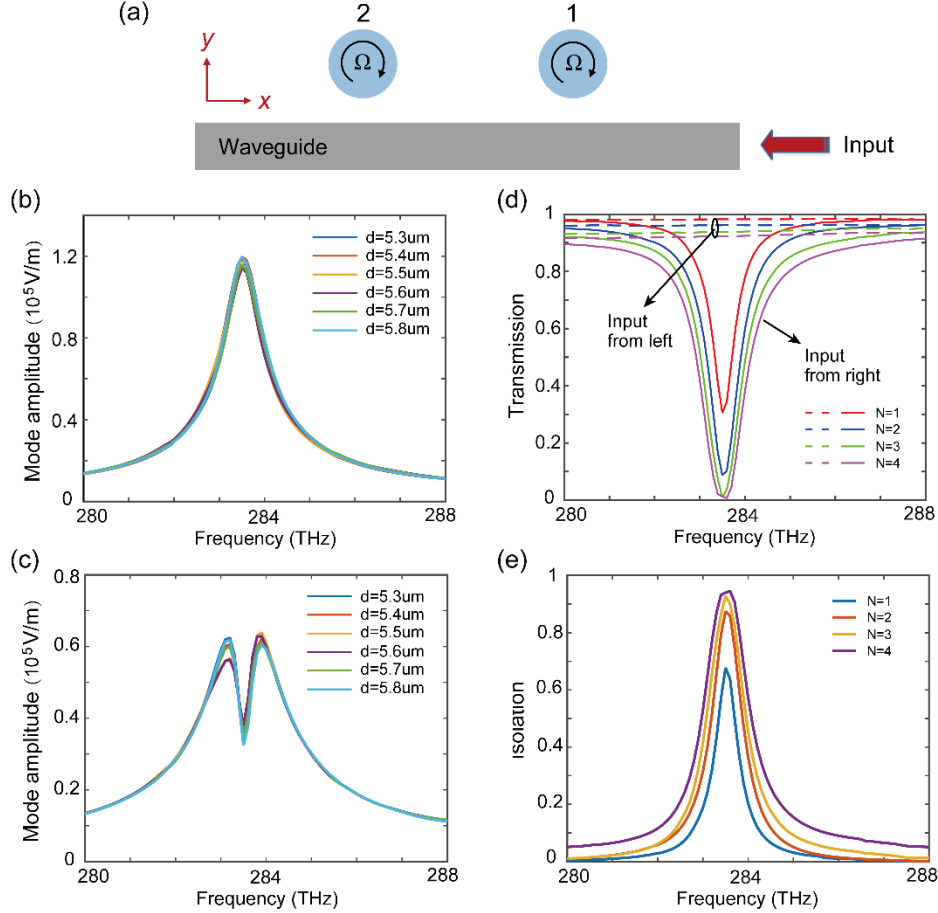 (a)
2
1
y
x
Ω
Ω
Waveguide
Input
(b)
Mode amplitude (10⁵V/m)
1.2
0.8
0.4
0
280
284
288
Frequency (THz)
d=5.3um
d=5.4um
d=5.5um
d=5.6um
d=5.7um
d=5.8um
(d)
Transmission
1
0.8
0.6
0.4
0.2
0
280
284
288
Frequency (THz)
Input
from left
Input
from right
N=1
N=2
N=3
N=4
(c)
Mode amplitude (10⁵V/m)
0.8
0.6
0.4
0.2
0
280
284
288
Frequency (THz)
d=5.3um
d=5.4um
d=5.5um
d=5.6um
d=5.7um
d=5.8um
(e)
Isolation
1
0.8
0.6
0.4
0.2
0
280
284
288
Frequency (THz)
N=1
N=2
N=3
N=4